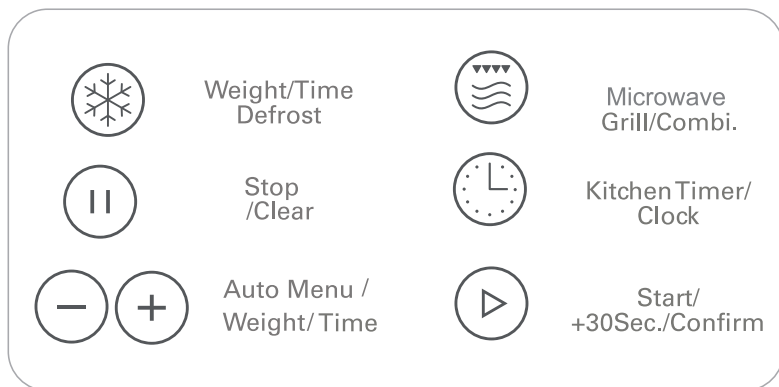 Weight/Time
Defrost
Microwave
Grill/Combi.
Stop
/Clear
Kitchen Timer/
Clock
Auto Menu /
Weight/ Time
Start/
+30Sec./Confirm